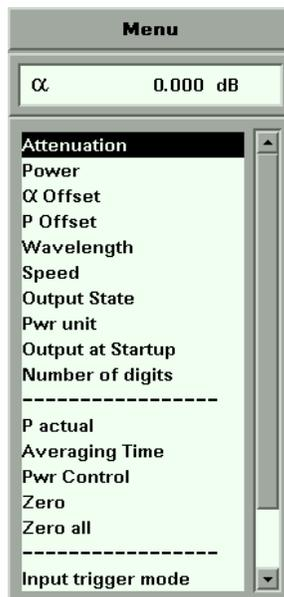 Menu
α 0.000 dB
Attenuation
Power
α Offset
P Offset
Wavelength
Speed
Output State
Pwr unit
Output at Startup
Number of digits
-----------------
P actual
Averaging Time
Pwr Control
Zero
Zero all
-----------------
Input trigger mode